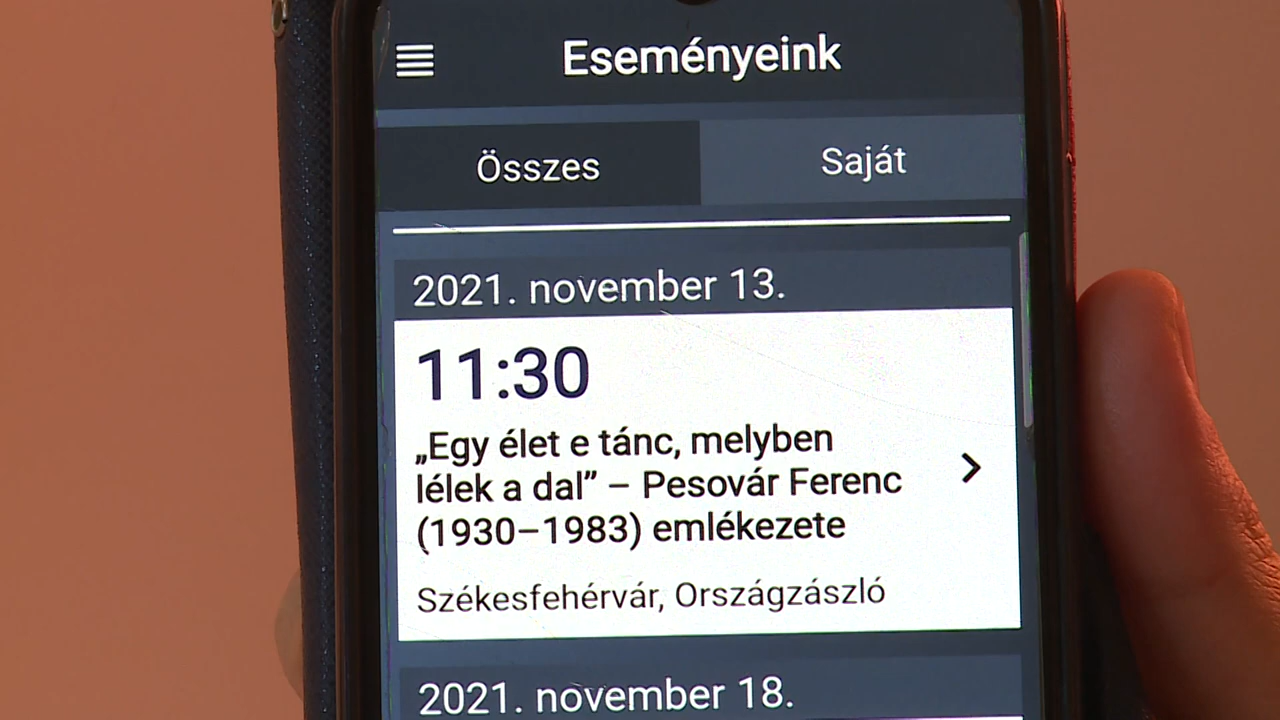 Eseményeink
Összes
Saját
2021. november 13.
11:30
„Egy élet e tánc, melyben
lélek a dal” – Pesovár Ferenc
(1930–1983) emlékezete
Székesfehérvár, Országzászló
2021. november 18.